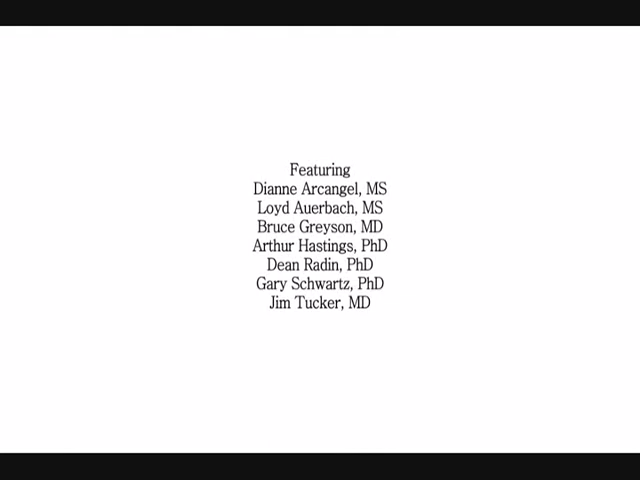 Featuring
Dianne Arcangel, MS
Loyd Auerbach, MS
Bruce Greyson, MD
Arthur Hastings, PhD
Dean Radin, PhD
Gary Schwartz, PhD
Jim Tucker, MD